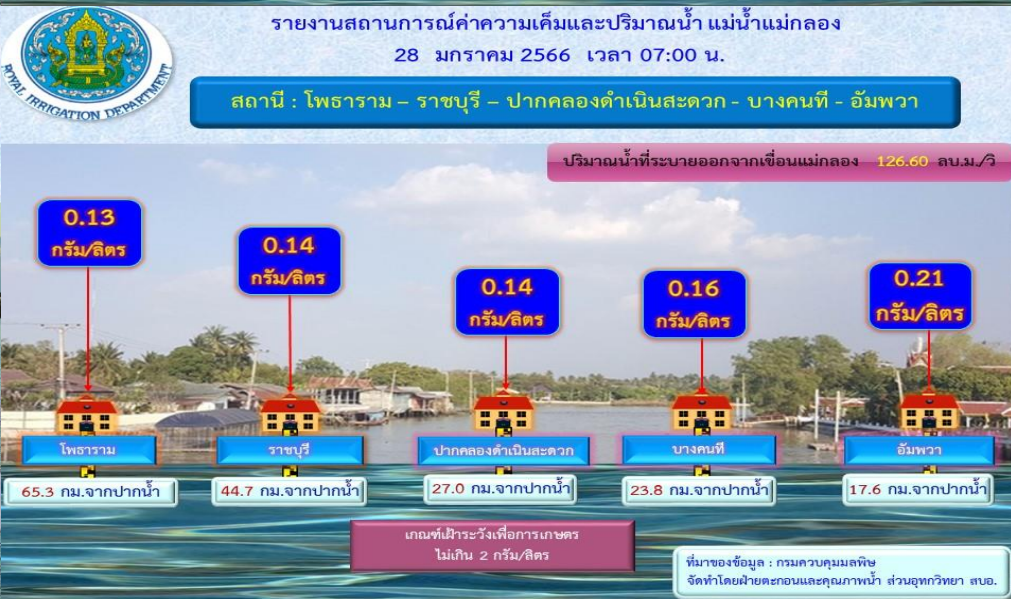 รายงานสถานการณ์ค่าความเค็มและปริมาณน้ำ แม่น้ำแม่กลอง
28 มกราคม 2566 เวลา 07:00 น.
ROYAL IRRIGATION DEPARTMENT
สถานี : โพธาราม – ราชบุรี – ปากคลองดำเนินสะดวก - บางคนที - อัมพวา
ปริมาณน้ำที่ระบายออกจากเขื่อนแม่กลอง 126.60 ลบ.ม./วิ
0.13
กรัม/ลิตร
0.14
กรัม/ลิตร
0.14
กรัม/ลิตร
0.16
กรัม/ลิตร
0.21
กรัม/ลิตร
โพธาราม
ราชบุรี
ปากคลองดำเนินสะดวก
บางคนที
อัมพวา
65.3 กม.จากปากน้ำ
44.7 กม.จากปากน้ำ
27.0 กม.จากปากน้ำ
23.8 กม.จากปากน้ำ
17.6 กม.จากปากน้ำ
เกณฑ์เฝ้าระวังเพื่อการเกษตร
ไม่เกิน 2 กรัม/ลิตร
ที่มาของข้อมูล : กรมควบคุมมลพิษ
จัดทำโดยฝ่ายตะกอนและคุณภาพน้ำ ส่วนอุทกวิทยา สบอ.